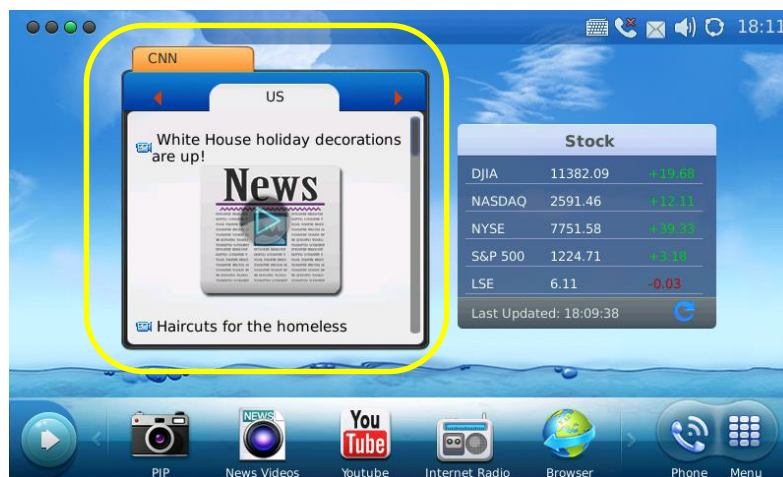 18:11
CNN
US
White House holiday decorations
are up!
News
Haircuts for the homeless
Stock
DJIA 11382.09 +19.68
NASDAQ 2591.46 +12.11
NYSE 7751.58 +39.33
S&P 500 1224.71 +3.18
LSE 6.11 -0.03
Last Updated: 18:09:38
NEWS
You
Tube
PIP News Videos Youtube Internet Radio Browser Phone Menu